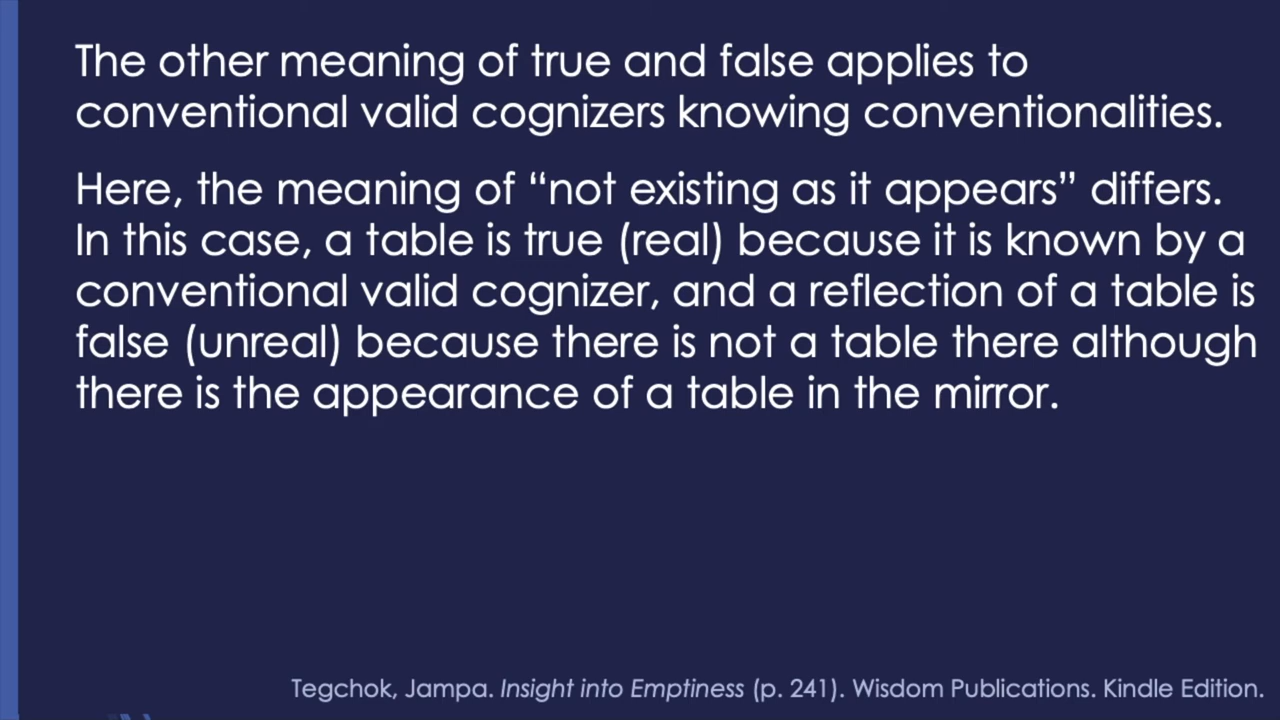 The other meaning of true and false applies to
conventional valid cognizers knowing conventionalities.
Here, the meaning of “not existing as it appears” differs.
In this case, a table is true (real) because it is known by a
conventional valid cognizer, and a reflection of a table is
false (unreal) because there is not a table there although
there is the appearance of a table in the mirror.
Tegchok, Jampa. Insight into Emptiness (p. 241). Wisdom Publications. Kindle Edition.